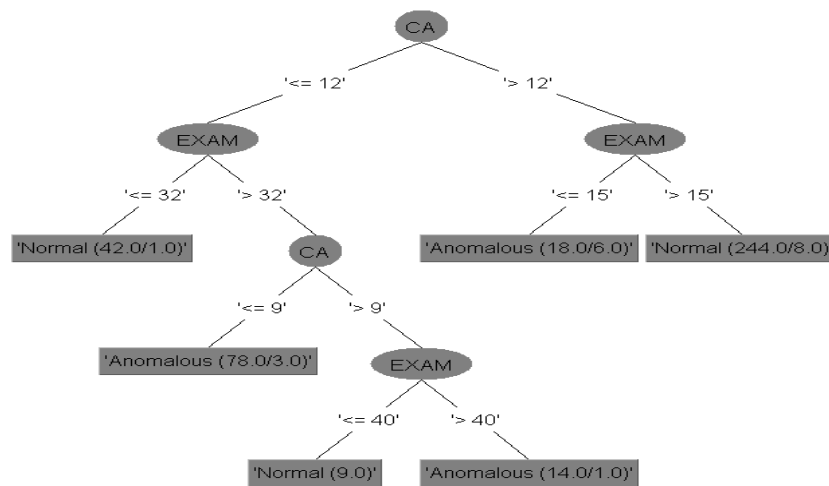 CA
'<= 12' '> 12'
EXAM EXAM
'<= 32' '> 32' '<= 15' '> 15'
'Normal (42.0/1.0)' 'Anomalous (18.0/6.0)' 'Normal (244.0/8.0)
CA
'<= 9' '> 9'
'Anomalous (78.0/3.0)' EXAM
'<= 40' '> 40'
'Normal (9.0)' 'Anomalous (14.0/1.0)'